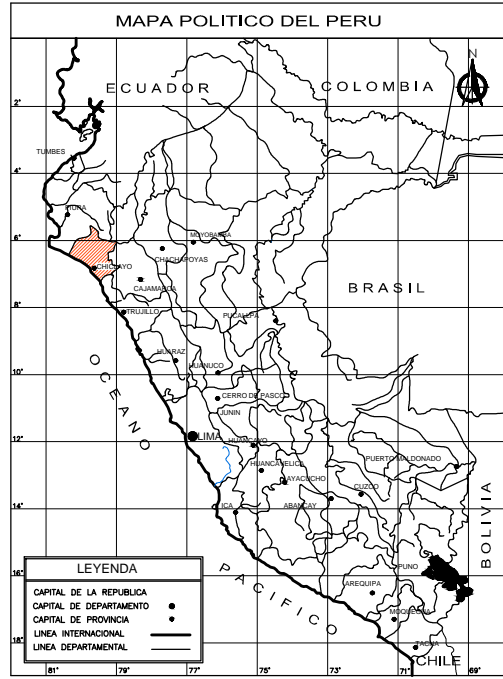 MAPA POLITICO DEL PERU
N
ECUADOR
COLOMBIA
2°
TUMBES
4°
PIURA
6°
MOYOBAMBA
CHACHAPOYAS
CHICLAYO
CAJAMARCA
BRASIL
8°
TRUJILLO
PUCALLPA
HUARAZ
HUANUCO
10°
CERRO DE PASCO
JUNIN
OCEANO
12°
LIMA
HUANCAYO
HUANCAVELICA
PUERTO MALDONADO
AYACUCHO
CUZCO
14°
ICA
ABANCAY
BOLIVIA
16°
PUNO
PACIFICO
AREQUIPA
MOQUEGUA
18°
TACNA
CHILE
LEYENDA
CAPITAL DE LA REPUBLICA
CAPITAL DE DEPARTAMENTO
CAPITAL DE PROVINCIA
LINEA INTERNACIONAL
LINEA DEPARTAMENTAL
81° 79° 77° 75° 73° 71° 69°